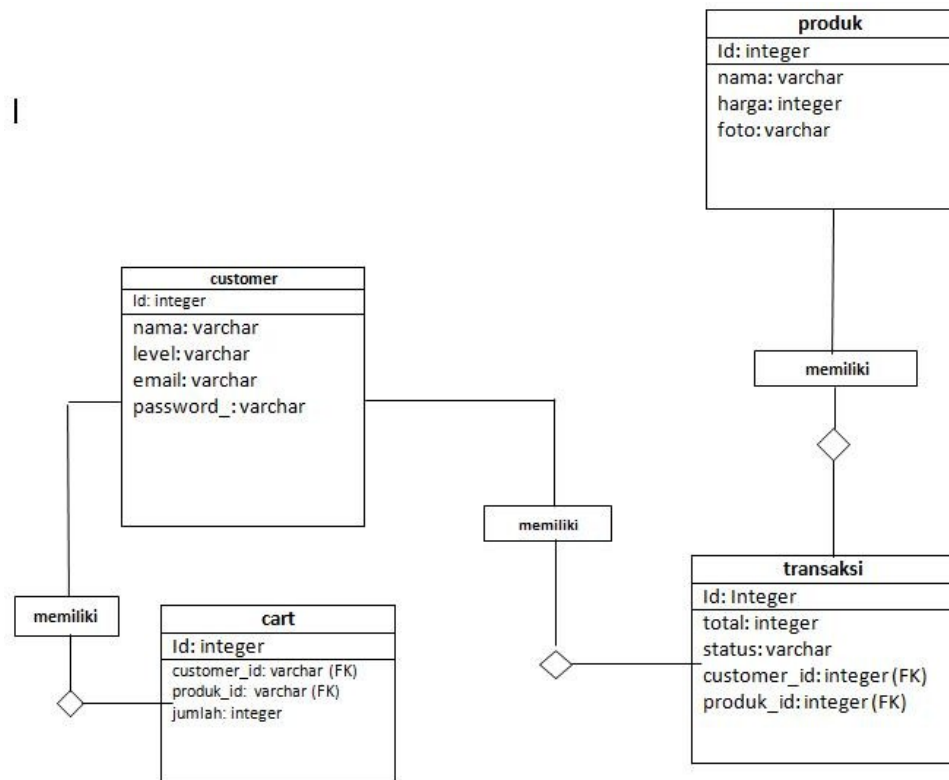 produk
Id: integer
nama: varchar
harga: integer
foto: varchar
customer
Id: integer
nama: varchar
level: varchar
email: varchar
password_: varchar
memiliki
memiliki
memiliki
cart
Id: integer
customer_id: varchar (FK)
produk_id: varchar (FK)
jumlah: integer
transaksi
Id: Integer
total: integer
status: varchar
customer_id: integer (FK)
produk_id: integer (FK)